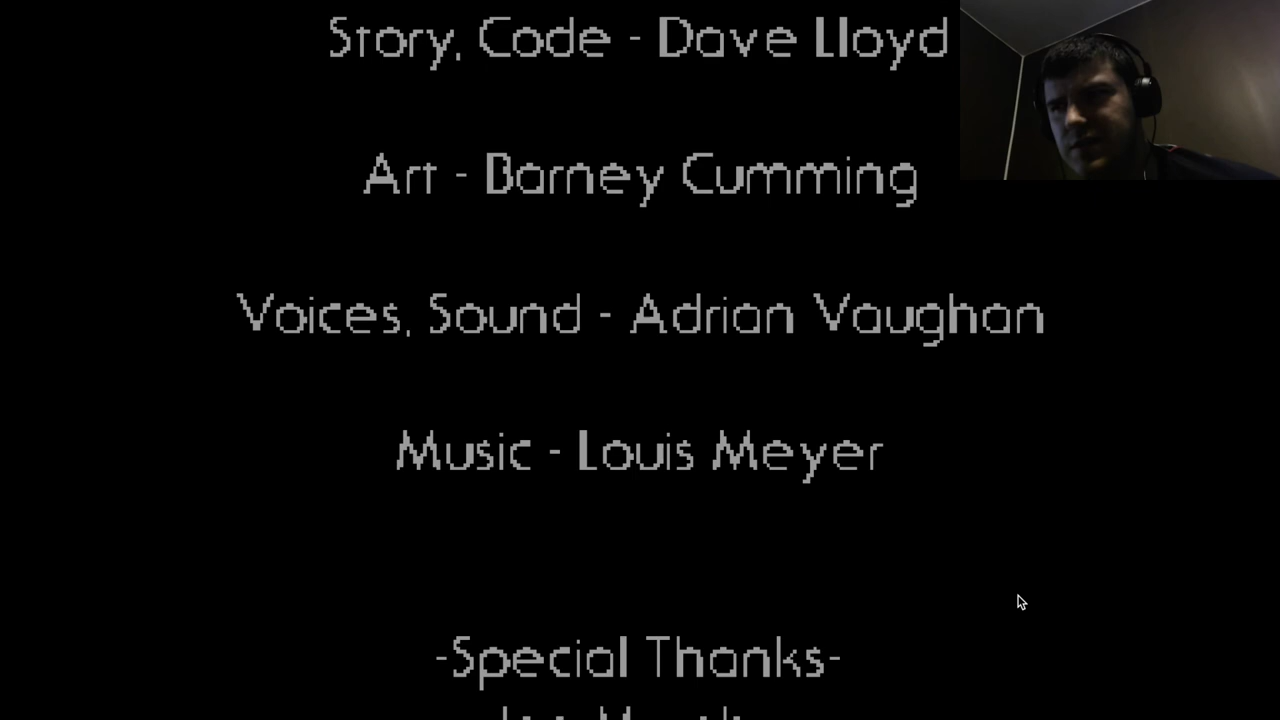 Story, Code - Dave Lloyd
Art - Barney Cumming
Voices, Sound - Adrian Vaughan
Music - Louis Meyer
-Special Thanks-